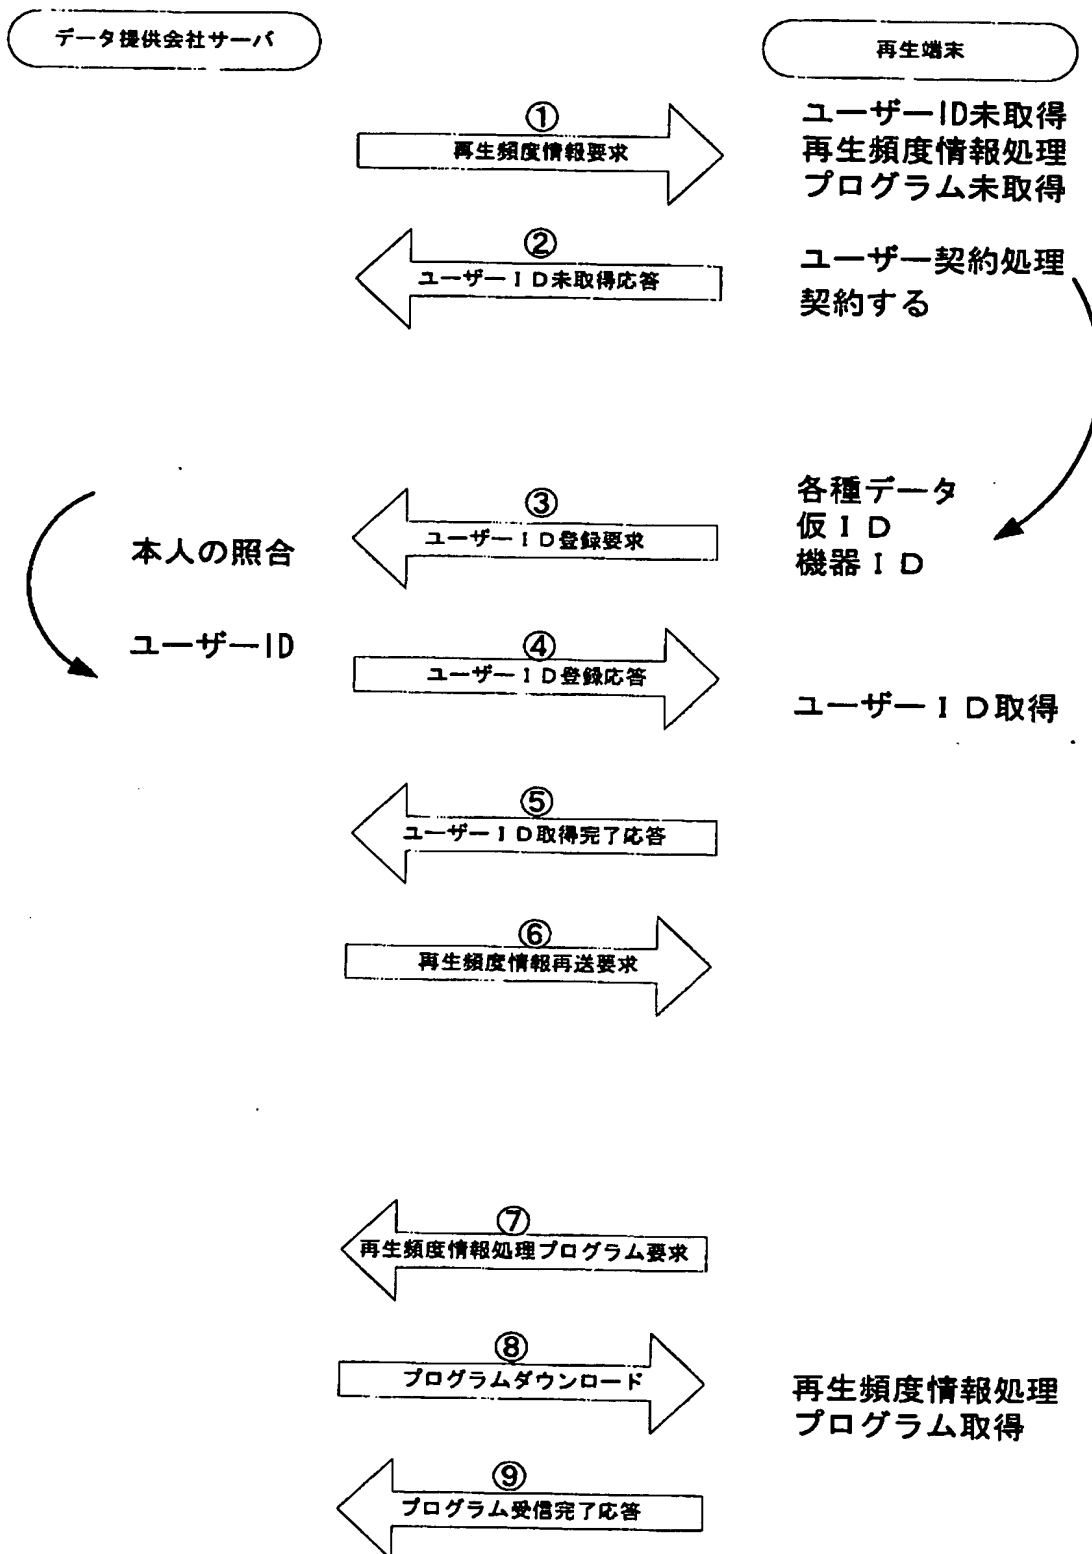 データ提供会社サーバ
再生端末
①
再生頻度情報要求
ユーザーID未取得
再生頻度情報処理
プログラム未取得
②
ユーザーＩＤ未取得応答
ユーザー契約処理
契約する
③
ユーザーＩＤ登録要求
各種データ
仮ＩＤ
機器ＩＤ
本人の照合
ユーザーID
④
ユーザーＩＤ登録応答
ユーザーＩＤ取得
⑤
ユーザーＩＤ取得完了応答
⑥
再生頻度情報再送要求
⑦
再生頻度情報処理プログラム要求
⑧
プログラムダウンロード
再生頻度情報処理
プログラム取得
⑨
プログラム受信完了応答